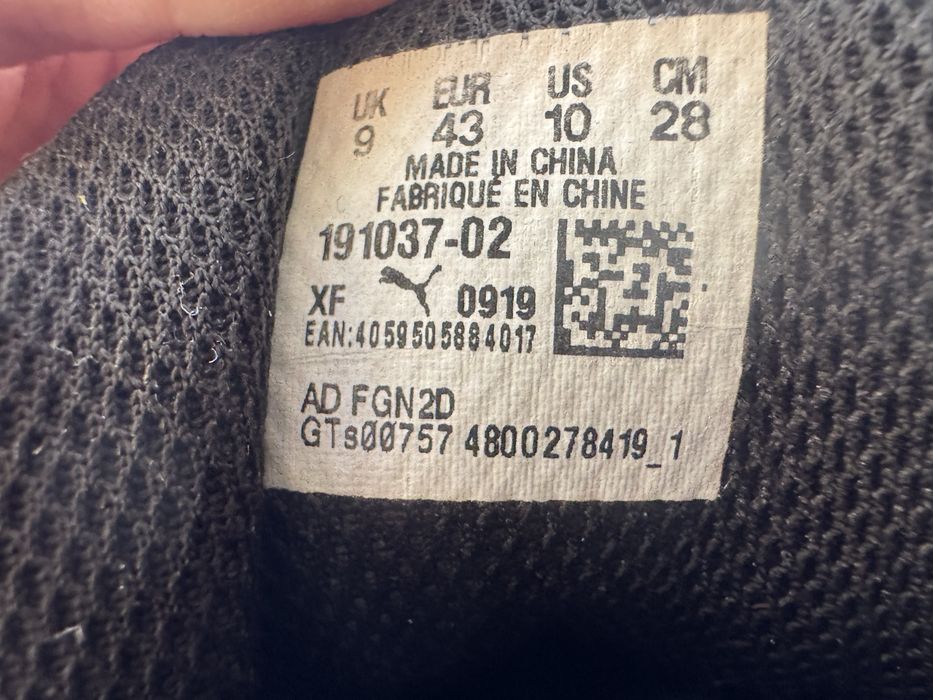 UK EUR US CM
9 43 10 28
MADE IN CHINA
FABRIQUÉ EN CHINE
191037-02
XF 0919
EAN:4059505884017
AD FGN2D
GTs00757 4800278419_1